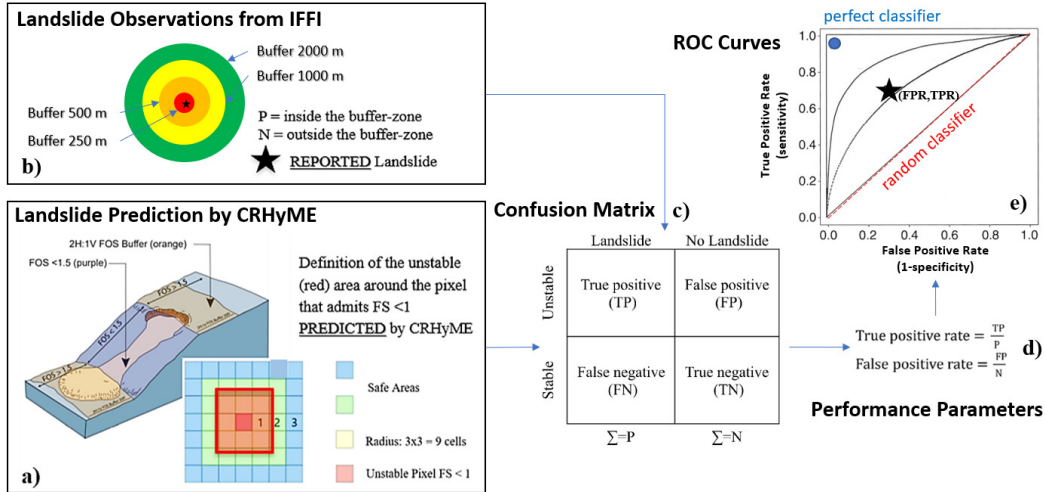 Landslide Observations from IFFI
Buffer 2000 m
Buffer 1000 m
Buffer 500 m
Buffer 250 m
P = inside the buffer-zone
N = outside the buffer-zone
REPORTED Landslide
b)
Landslide Prediction by CRHyME
2H:1V FOS Buffer (orange)
FOS <1.5 (purple)
FOS > 1.5
FOS < 1.5
FOS > 1.5
Definition of the unstable
(red) area around the pixel
that admits FS <1
PREDICTED by CRHyME
1 2 3
Safe Areas
Radius: 3x3 = 9 cells
Unstable Pixel FS < 1
a)
Confusion Matrix
c)
Landslide
No Landslide
Unstable
True positive
(TP)
False positive
(FP)
Stable
False negative
(FN)
True negative
(TN)
∑=P
∑=N
perfect classifier
ROC Curves
True Positive Rate
(sensitivity)
1.0
0.8
0.6
0.4
0.2
0.0
(FPR,TPR)
random classifier
e)
0.0 0.2 0.4 0.6 0.8 1.0
False Positive Rate
(1-specificity)
True positive rate = TP/P
False positive rate = FP/N
d)
Performance Parameters